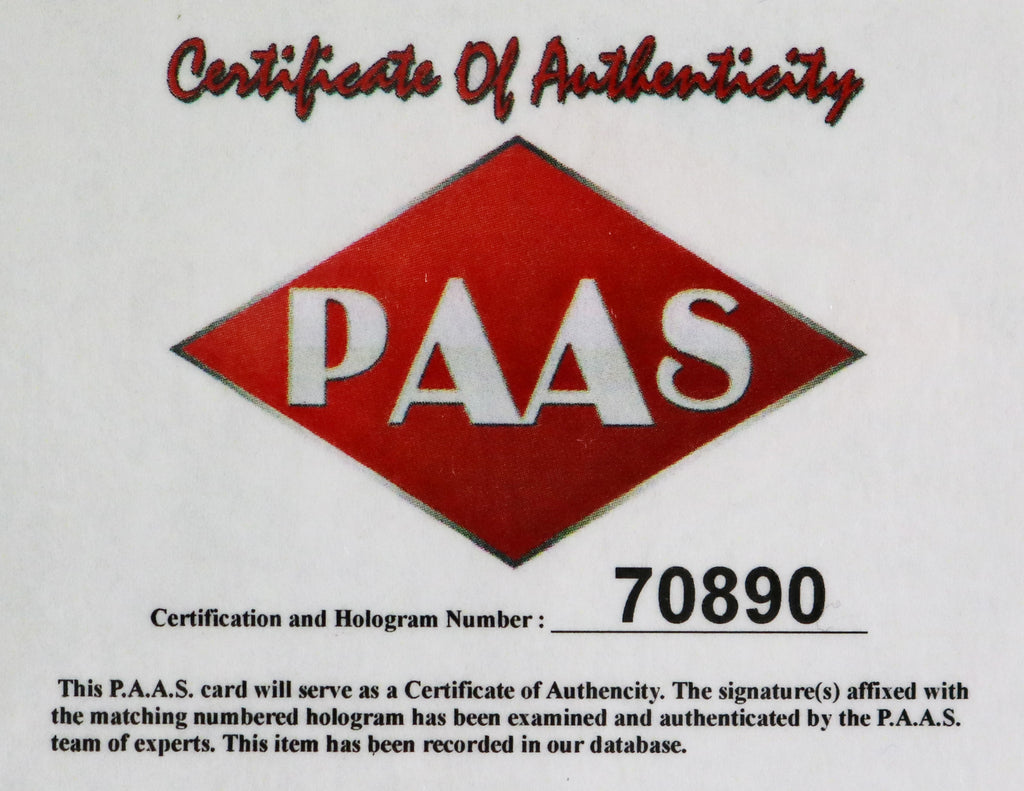 Certificate Of Authenticity
PAAS
70890
Certification and Hologram Number :
This P.A.A.S. card will serve as a Certificate of Authencity. The signature(s) affixed with
the matching numbered hologram has been examined and authenticated by the P.A.A.S.
team of experts. This item has been recorded in our database.